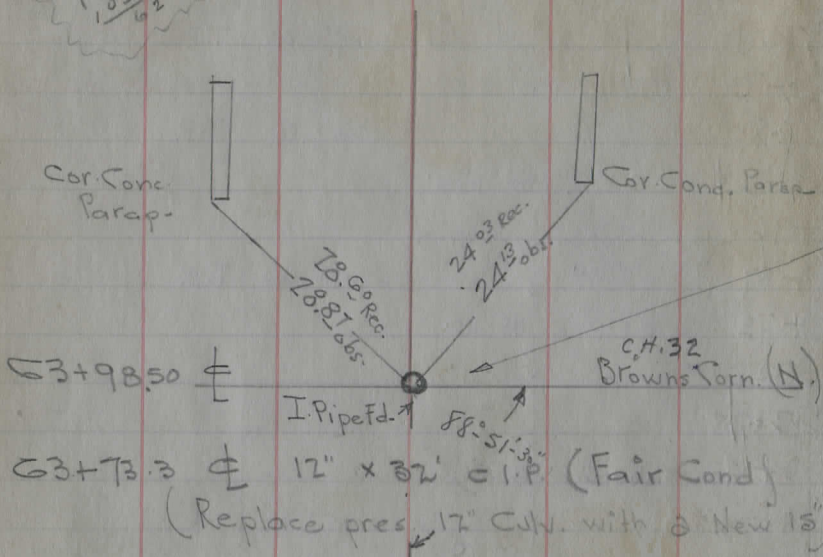 Cor. Conc.
Parap-
Cor. Conc. Parap
28.60 Rec.
28.87 obs.
24.03 Rec.
24.13 obs.
C.H. 32
63+98.50 ℄
Browns Corn. (N.)
I. Pipe Fd.
88°-51'-30"
63+73.3 ℄ 12" x 32' C.I.P. (Fair Cond)
(Replace pres. 12" Culv. with a New 15"